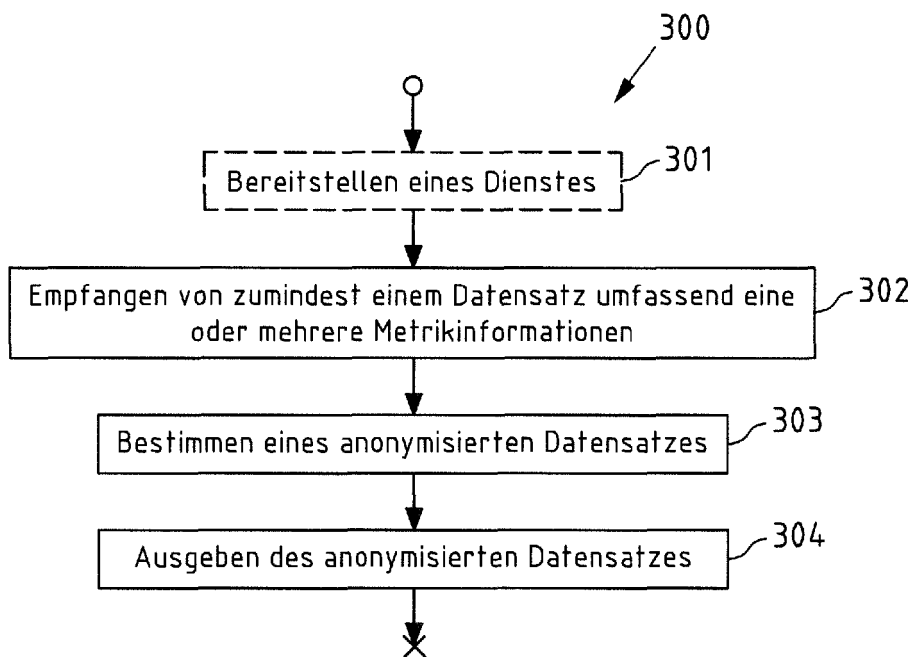 300
Bereitstellen eines Dienstes
301
Empfangen von zumindest einem Datensatz umfassend eine
oder mehrere Metrikinformationen
302
Bestimmen eines anonymisierten Datensatzes
303
Ausgeben des anonymisierten Datensatzes
304